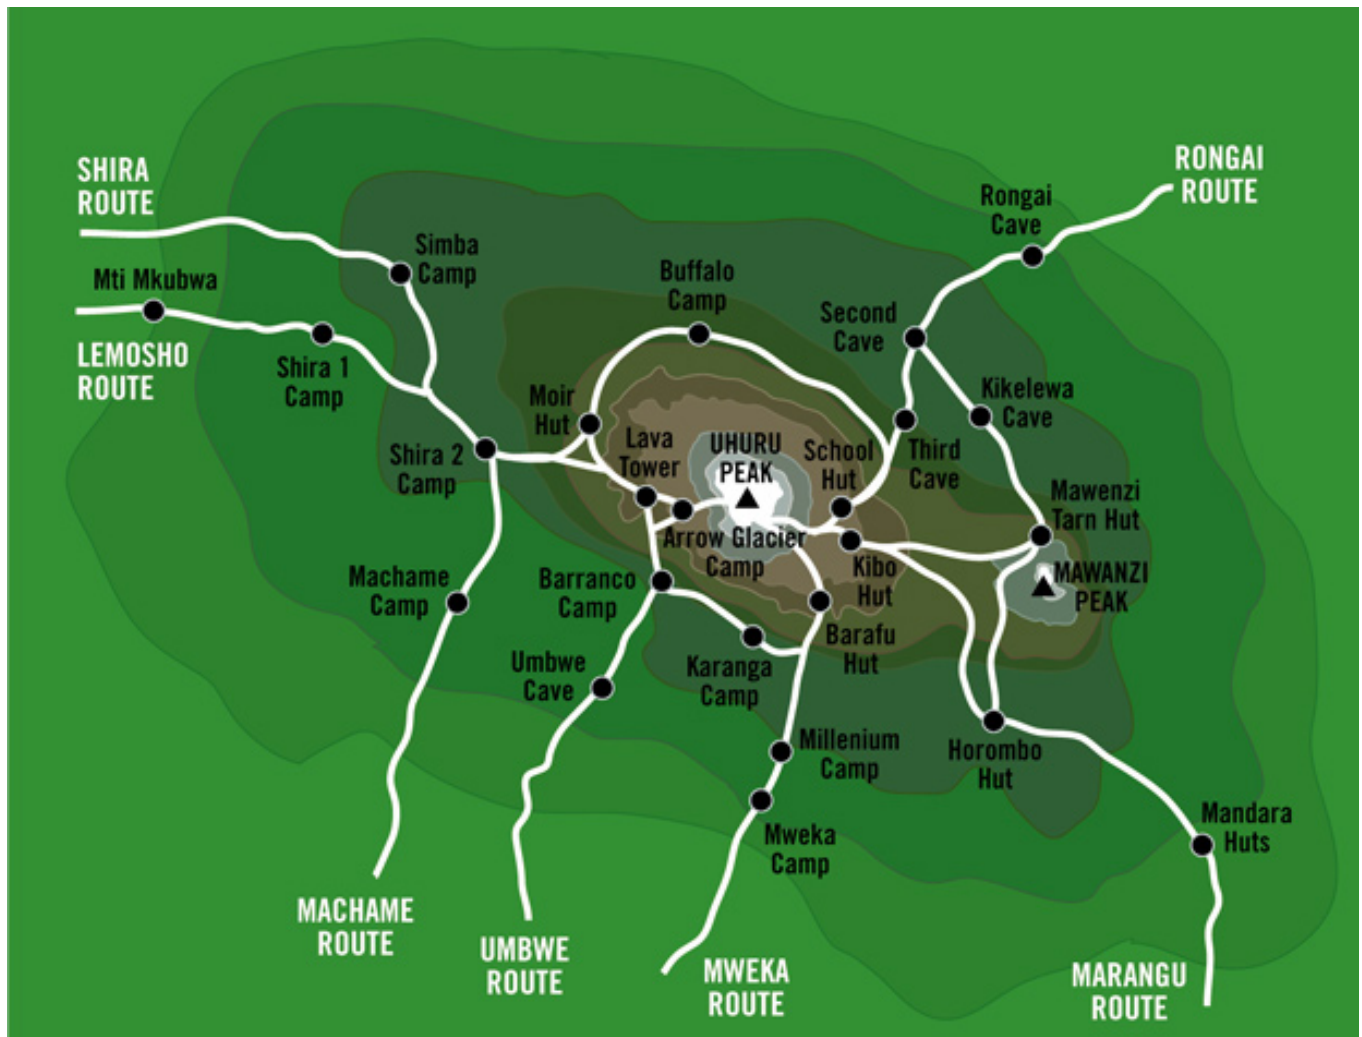 SHIRA
ROUTE
RONGAI
ROUTE
Rongai
Cave
Simba
Camp
Mti Mkubwa
Buffalo
Camp
Second
Cave
LEMOSHO
ROUTE
Shira 1
Camp
Moir
Hut
Kikelewa
Cave
Lava
Tower
UHURU
PEAK
School
Hut
Third
Cave
Shira 2
Camp
Mawenzi
Tarn Hut
Arrow Glacier
Camp
Kibo
Hut
MAWANZI
PEAK
Machame
Camp
Barranco
Camp
Barafu
Hut
Umbwe
Cave
Karanga
Camp
Millenium
Camp
Horombo
Hut
Mweka
Camp
Mandara
Huts
MACHAME
ROUTE
UMBWE
ROUTE
MWEKA
ROUTE
MARANGU
ROUTE